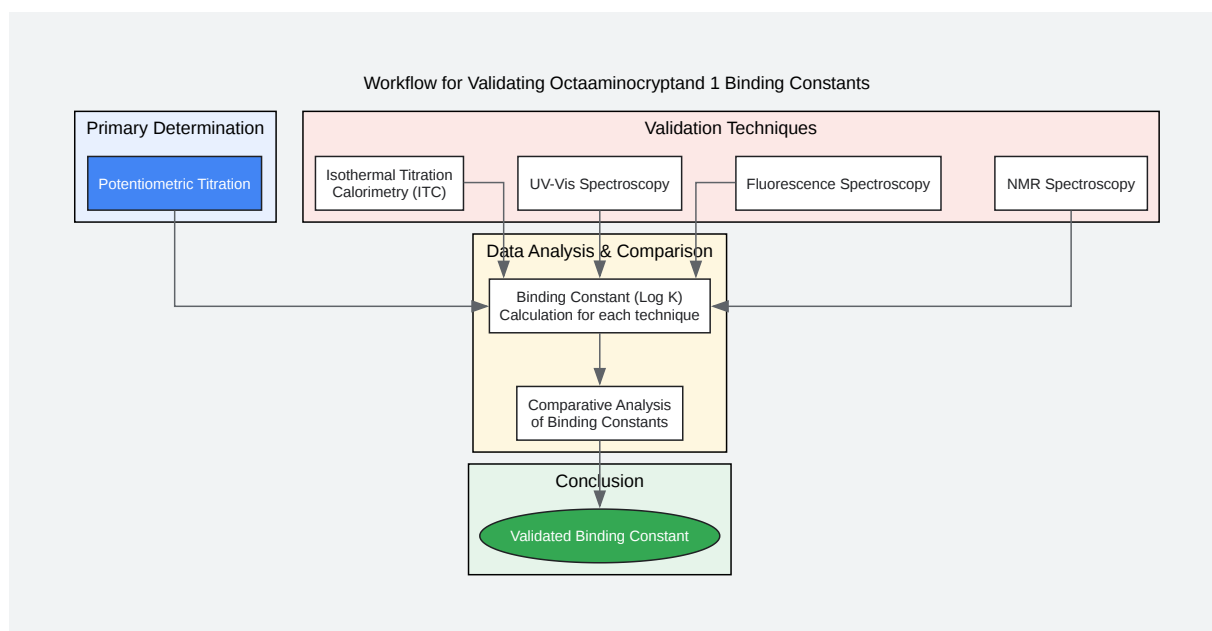 Workflow for Validating Octaaminocryptand 1 Binding Constants
Primary Determination
Potentiometric Titration
Validation Techniques
Isothermal Titration
Calorimetry (ITC)
UV-Vis Spectroscopy
Fluorescence Spectroscopy
NMR Spectroscopy
Data Analysis & Comparison
Binding Constant (Log K)
Calculation for each technique
Comparative Analysis
of Binding Constants
Conclusion
Validated Binding Constant